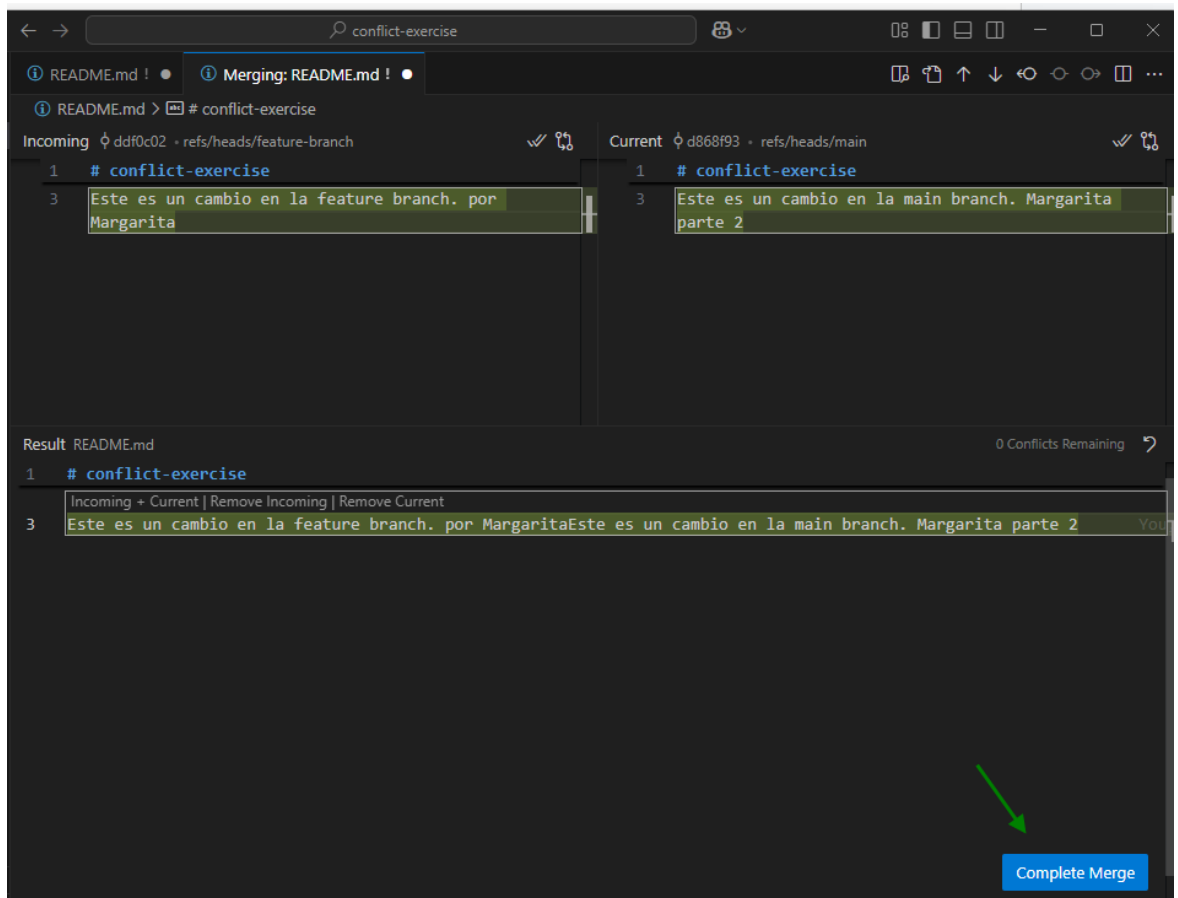 conflict-exercise
README.md !
Merging: README.md !
README.md > # conflict-exercise
Incoming ddf0c02 • refs/heads/feature-branch
1 # conflict-exercise
3 Este es un cambio en la feature branch. por
Margarita
Current d868f93 • refs/heads/main
1 # conflict-exercise
3 Este es un cambio en la main branch. Margarita
parte 2
Result README.md
0 Conflicts Remaining
1 # conflict-exercise
Incoming + Current | Remove Incoming | Remove Current
3 Este es un cambio en la feature branch. por MargaritaEste es un cambio en la main branch. Margarita parte 2 You
Complete Merge